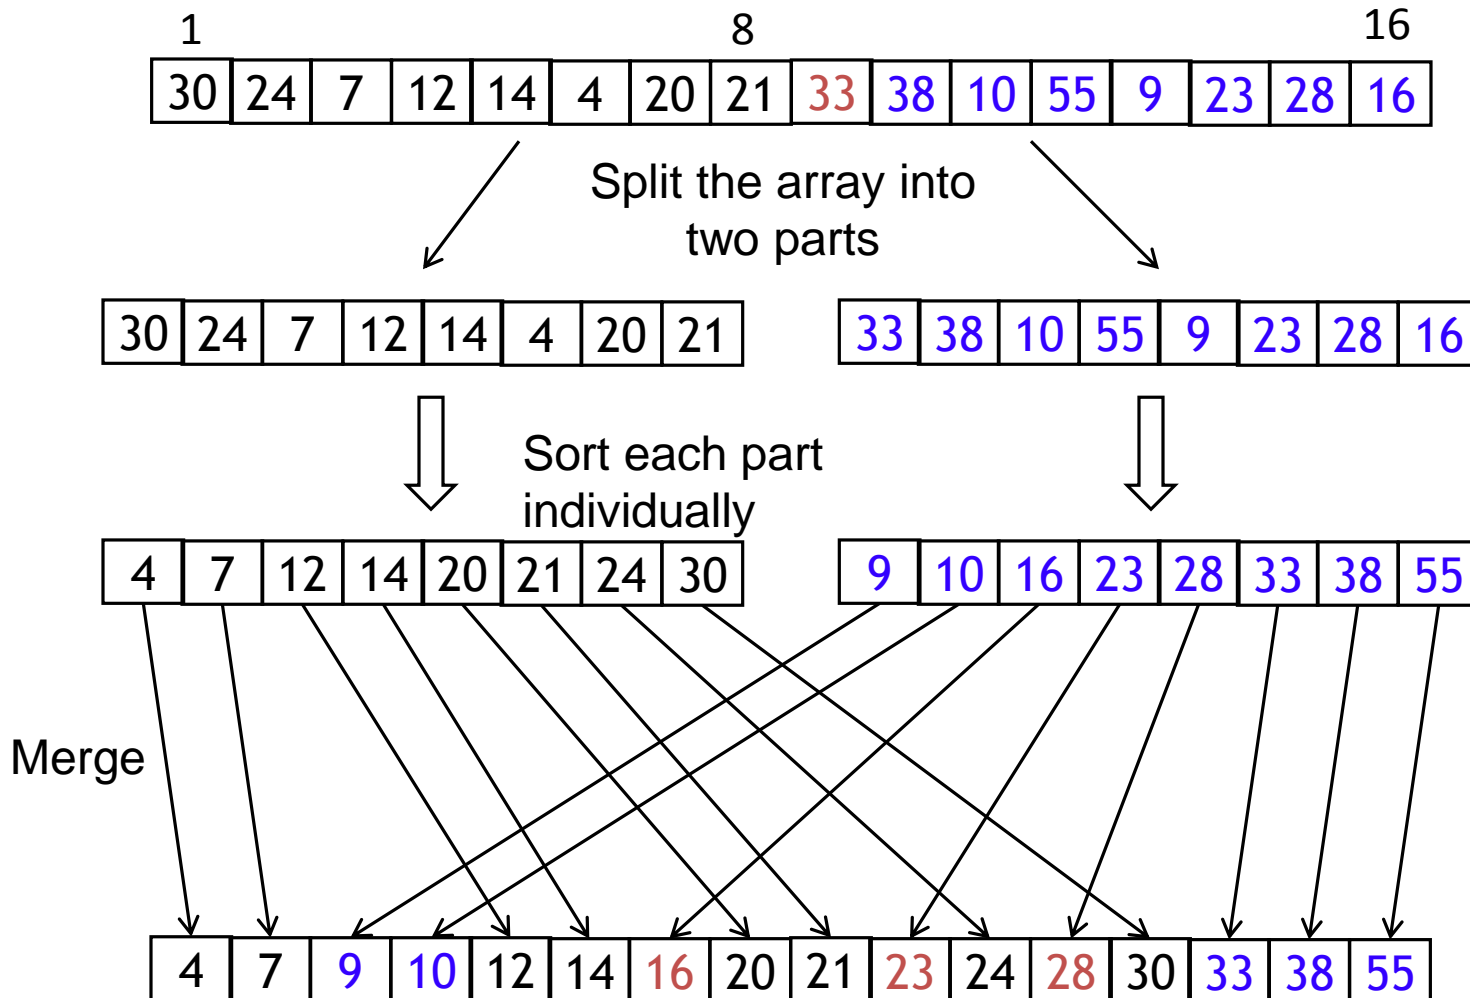 1 8 16
30 24 7 12 14 4 20 21 33 38 10 55 9 23 28 16
Split the array into
two parts
30 24 7 12 14 4 20 21 33 38 10 55 9 23 28 16
Sort each part
individually
4 7 12 14 20 21 24 30 9 10 16 23 28 33 38 55
Merge
4 7 9 10 12 14 16 20 21 23 24 28 30 33 38 55